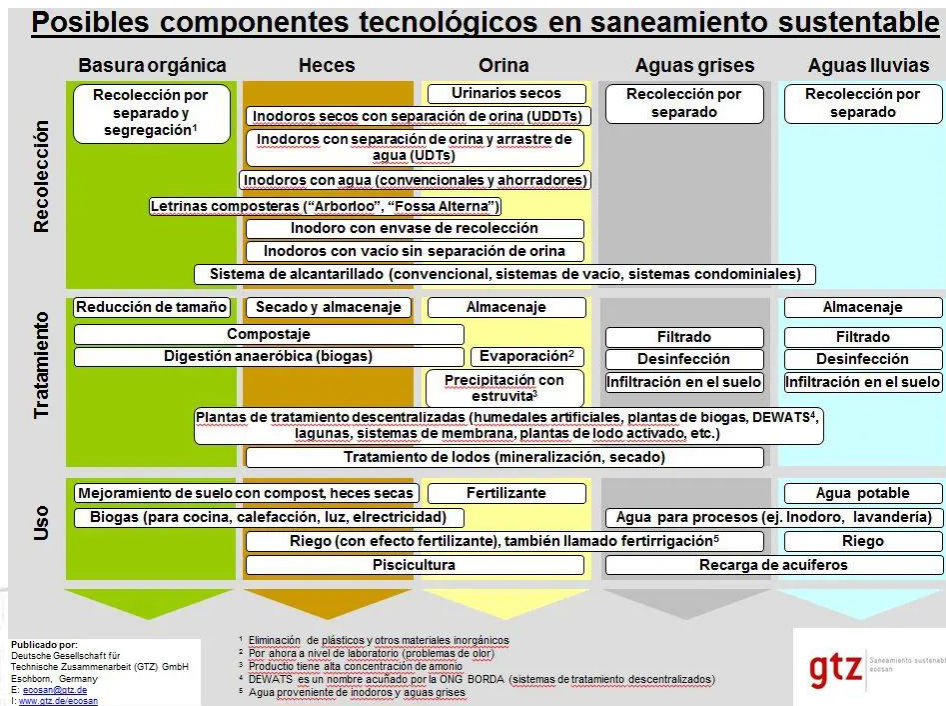 Posibles componentes tecnológicos en saneamiento sustentable
Basura orgánica
Heces
Orina
Aguas grises
Aguas lluvias
Recolección
Recolección por
separado y
segregación1
Urinarios secos
Recolección por
separado
Recolección por
separado
Inodoros secos con separación de orina (UDDTs)
Inodoros con separación de orina y arrastre de
agua (UDTs)
Inodoros con agua (convencionales y ahorradores)
Letrinas composteras (“Arborloo”, “Fossa Alterna”)
Inodoro con envase de recolección
Inodoros con vacío sin separación de orina
Sistema de alcantarillado (convencional, sistemas de vacío, sistemas condominiales)
Tratamiento
Reducción de tamaño
Secado y almacenaje
Almacenaje
Almacenaje
Compostaje
Filtrado
Filtrado
Digestión anaeróbica (biogas)
Evaporación2
Desinfección
Desinfección
Precipitación con
estruvita3
Infiltración en el suelo
Infiltración en el suelo
Plantas de tratamiento descentralizadas (humedales artificiales, plantas de biogas, DEWATS4,
lagunas, sistemas de membrana, plantas de lodo activado, etc.)
Tratamiento de lodos (mineralización, secado)
Uso
Mejoramiento de suelo con compost, heces secas
Fertilizante
Agua potable
Biogas (para cocina, calefacción, luz, elrectricidad)
Agua para procesos (ej. Inodoro, lavandería)
Riego (con efecto fertilizante), también llamado fertirrigación5
Riego
Piscicultura
Recarga de acuíferos
Publicado por:
Deutsche Gesellschaft für
Technische Zusammenarbeit (GTZ) GmbH
Eschborn, Germany
E: ecosan@gtz.de
I: www.gtz.de/ecosan
1 Eliminación de plásticos y otros materiales inorgánicos
2 Por ahora a nivel de laboratorio (problemas de olor)
3 Productio tiene alta concentración de amonio
4 DEWATS es un nombre acuñado por la ONG BORDA (sistemas de tratamiento descentralizados)
5 Agua proveniente de inodoros y aguas grises
gtz
Saneamiento sustentable
ecosan